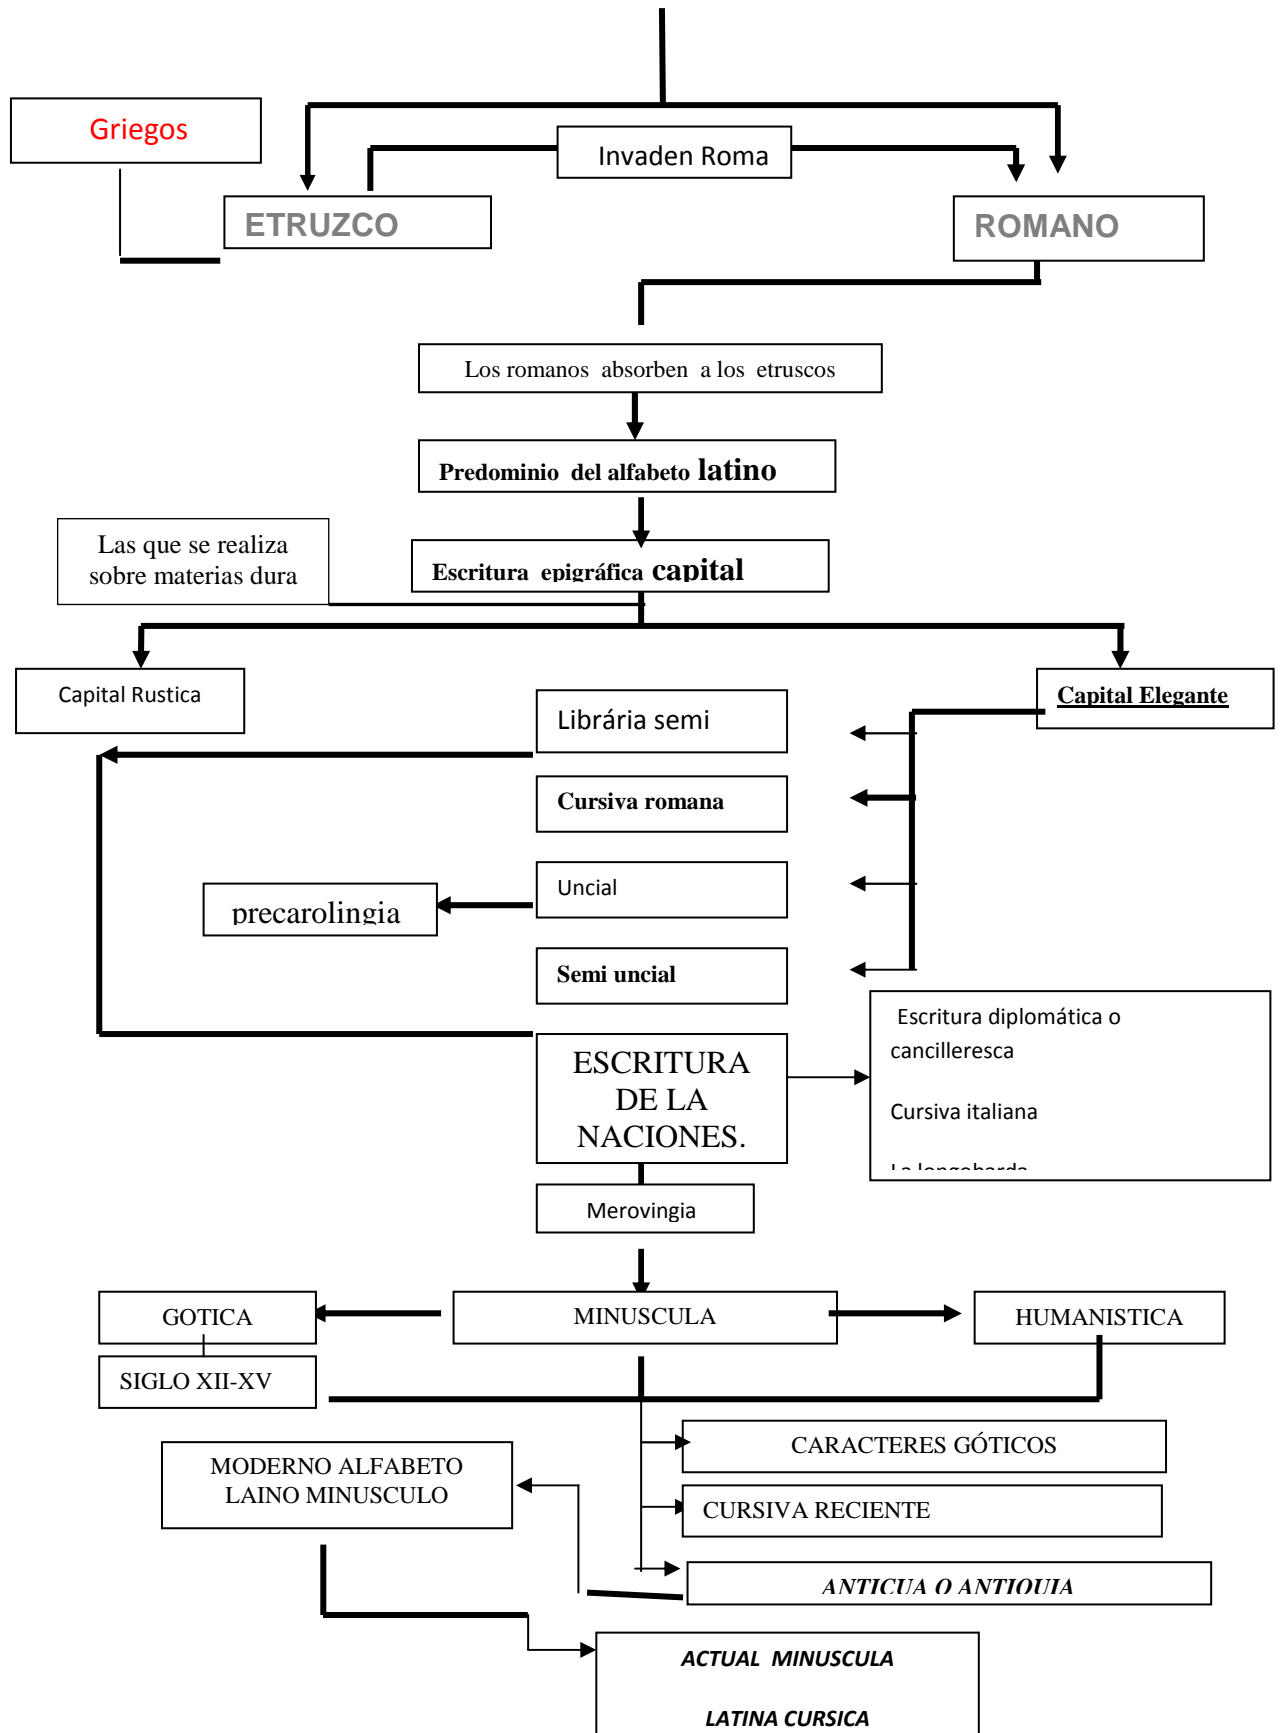 Griegos
Invaden Roma
ETRUZCO
ROMANO
Los romanos absorben a los etruscos
Predominio del alfabeto latino
Las que se realiza
sobre materias dura
Escritura epigráfica capital
Capital Rustica
Capital Elegante
Librária semi
Cursiva romana
Uncial
precarolingia
Semi uncial
Escritura diplomática o
cancilleresca
Cursiva italiana
La longobarda
ESCRITURA
DE LA
NACIONES.
Merovingia
GOTICA
MINUSCULA
HUMANISTICA
SIGLO XII-XV
CARACTERES GÓTICOS
MODERNO ALFABETO
LAINO MINUSCULO
CURSIVA RECIENTE
ANTICUA O ANTIQUIA
ACTUAL MINUSCULA
LATINA CURSICA